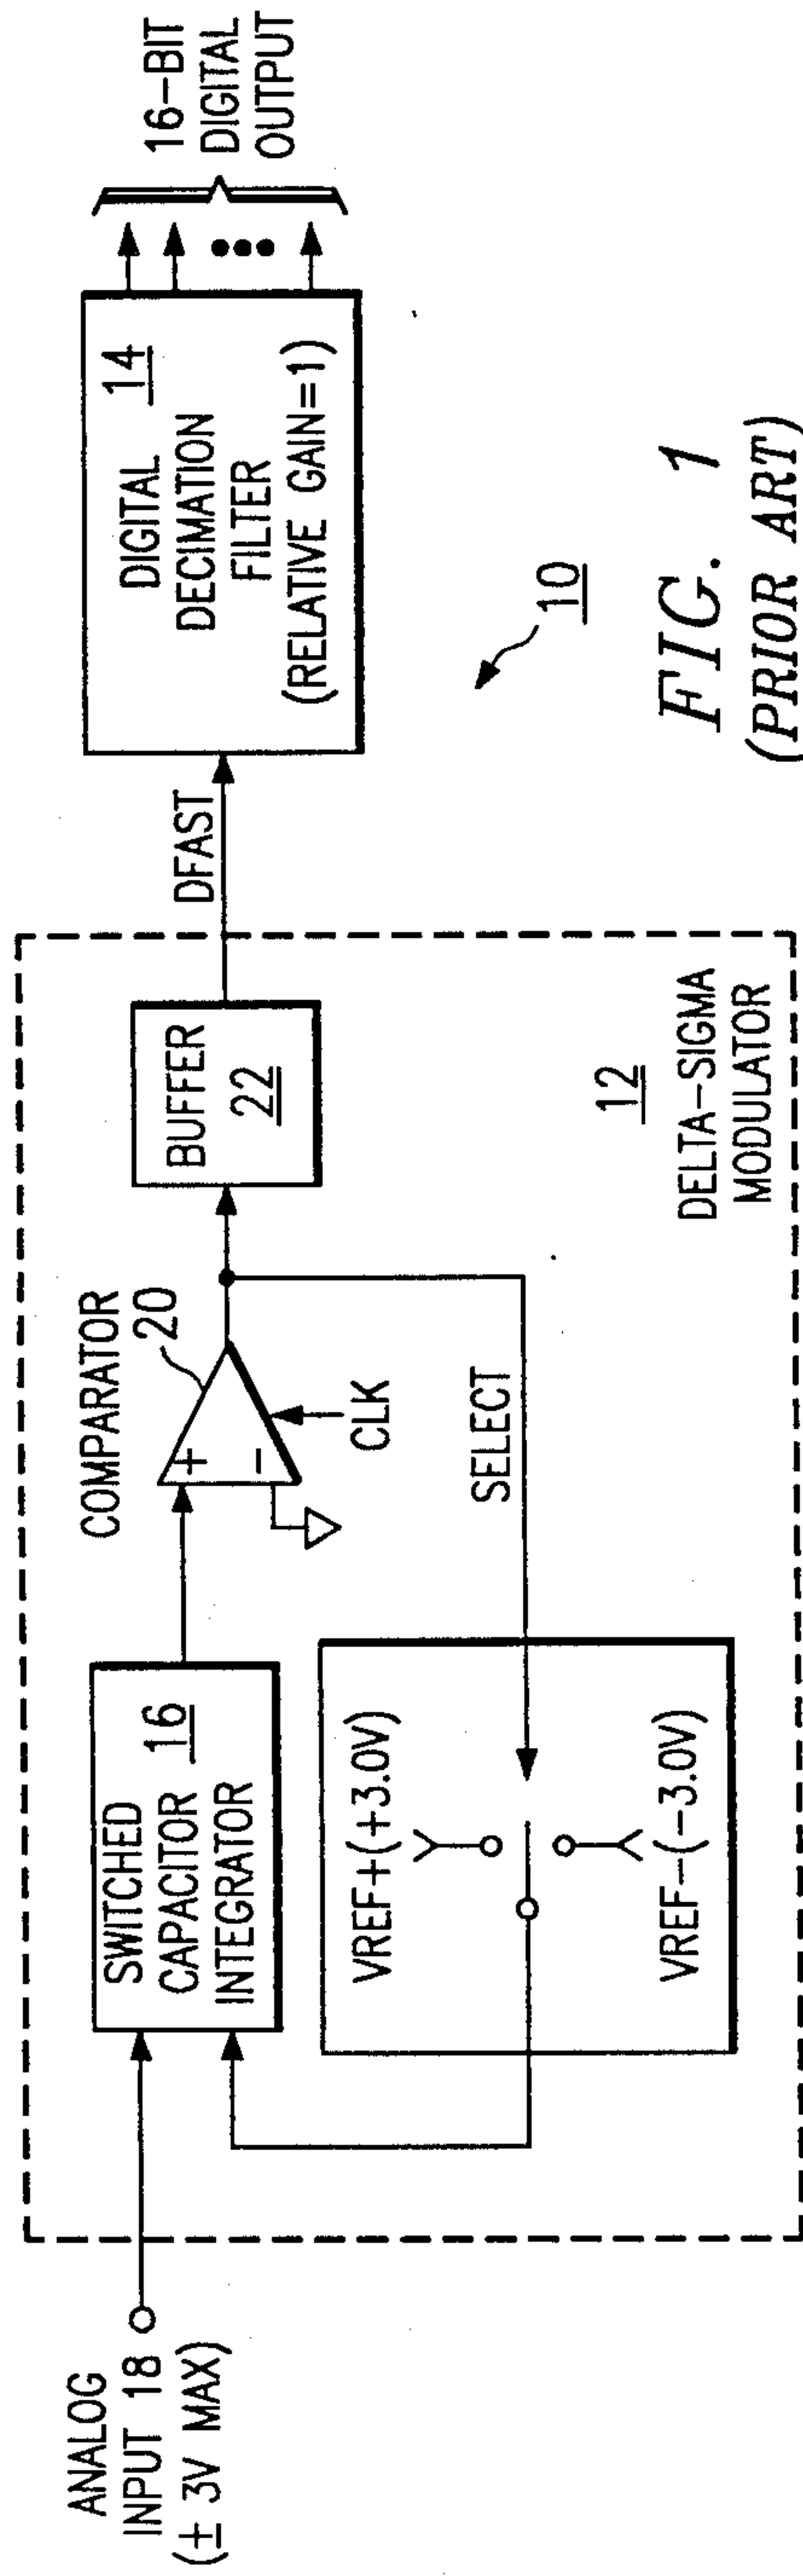 ANALOG
INPUT 18
(± 3V MAX)
SWITCHED
CAPACITOR 16
INTEGRATOR
VREF+(+3.0V)
VREF-(-3.0V)
COMPARATOR
20
+
-
CLK
SELECT
BUFFER
22
12
DELTA-SIGMA
MODULATOR
DFAST
DIGITAL 14
DECIMATION
FILTER
(RELATIVE GAIN=1)
16-BIT
DIGITAL
OUTPUT
10
FIG. 1
(PRIOR ART)